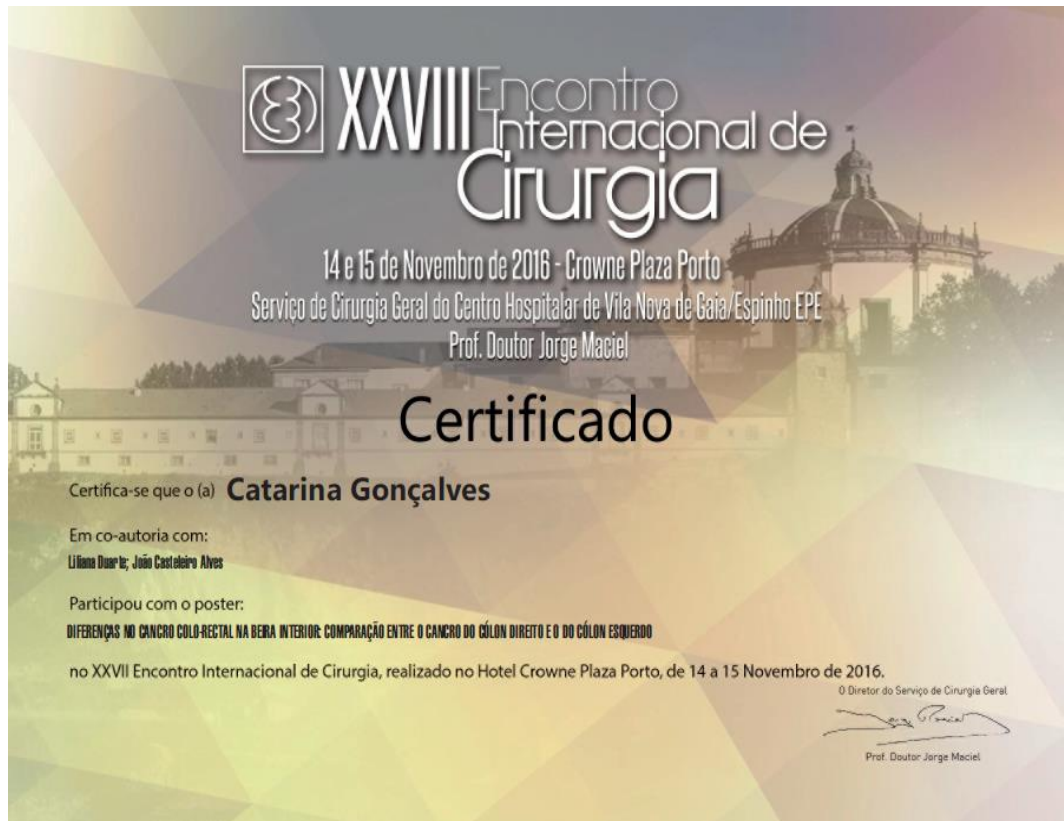 XXVIII Encontro
Internacional de
Cirurgia
14 e 15 de Novembro de 2016 - Crowne Plaza Porto
Serviço de Cirurgia Geral do Centro Hospitalar de Vila Nova de Gaia/Espinho EPE
Prof. Doutor Jorge Maciel
Certificado
Certifica-se que o (a) Catarina Gonçalves
Em co-autoria com:
Liliana Duarte; João Casteleiro Alves
Participou com o poster:
DIFERENÇAS NO CANCRO COLO-RECTAL NA BEIRA INTERIOR: COMPARAÇÃO ENTRE O CANCRO DO CÓLON DIREITO E O DO CÓLON ESQUERDO
no XXVII Encontro Internacional de Cirurgia, realizado no Hotel Crowne Plaza Porto, de 14 a 15 Novembro de 2016.
O Diretor do Serviço de Cirurgia Geral
Jorge Maciel
Prof. Doutor Jorge Maciel